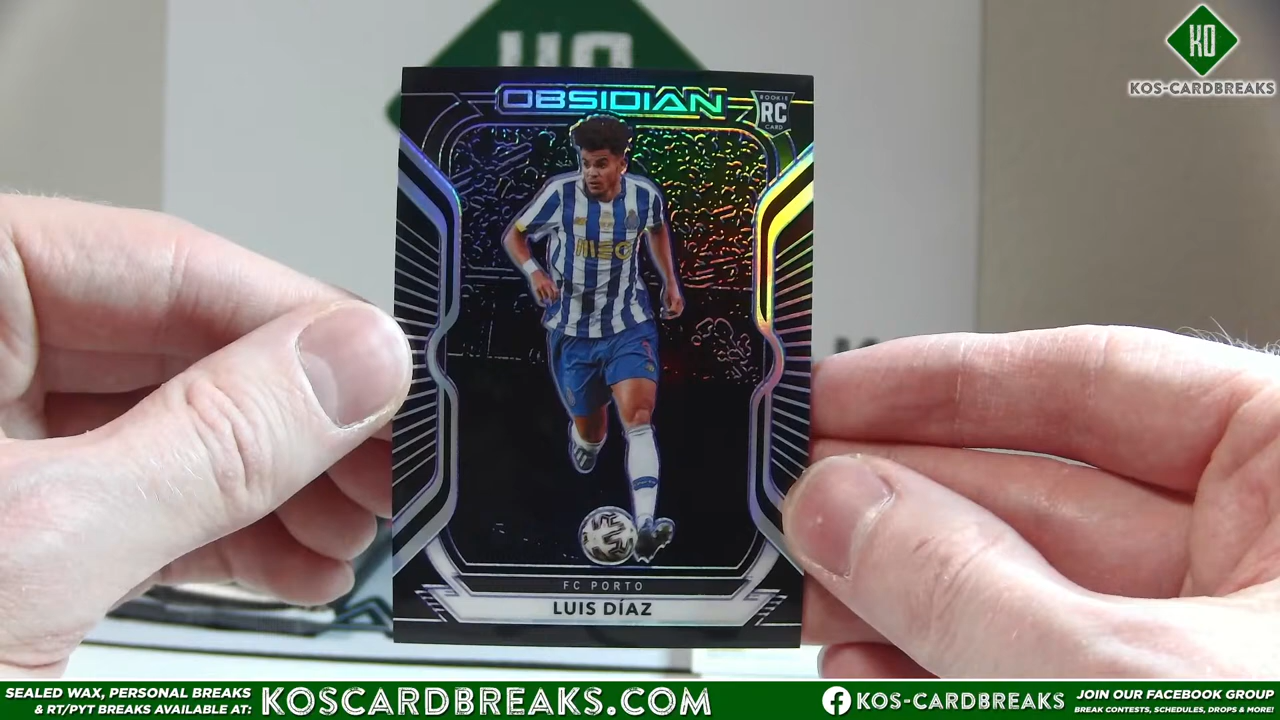 KO
KOS-CARDBREAKS
OBSIDIAN
ROOKIE
RC
CARD
MEO
FC PORTO
LUIS DÍAZ
SEALED WAX, PERSONAL BREAKS
& RT/PYT BREAKS AVAILABLE AT:
KOSCARDBREAKS.COM
KOS-CARDBREAKS
JOIN OUR FACEBOOK GROUP
BREAK CONTESTS, SCHEDULES, DROPS & MORE!